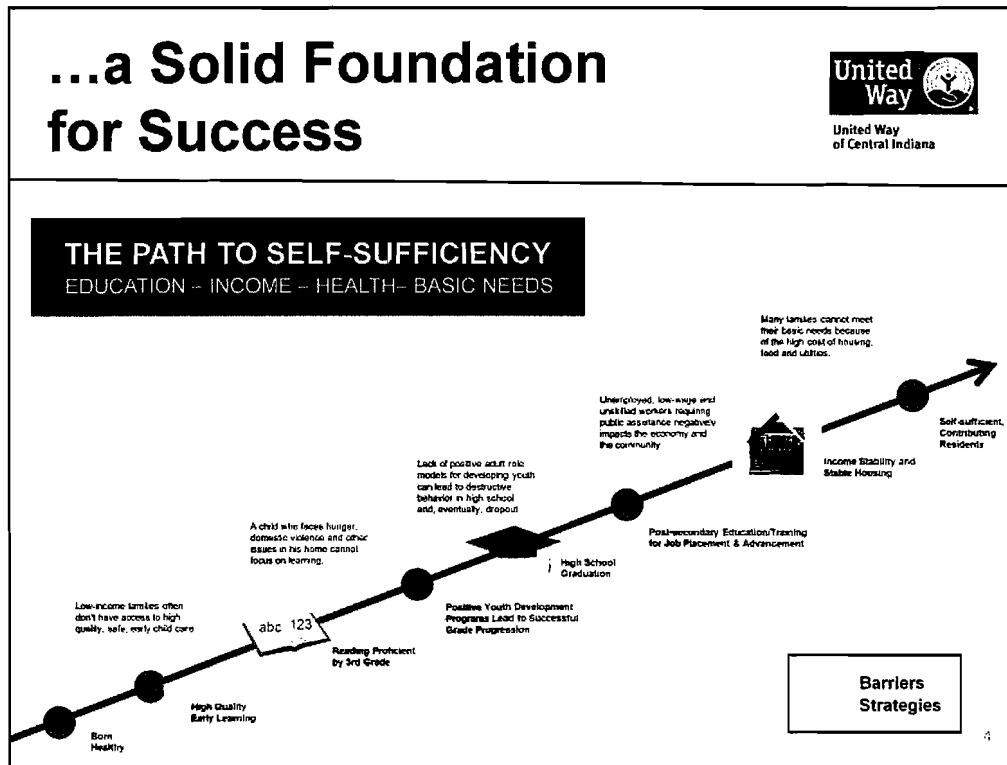 ...a Solid Foundation
for Success
United
Way
United Way
of Central Indiana
THE PATH TO SELF-SUFFICIENCY
EDUCATION – INCOME – HEALTH– BASIC NEEDS
Many families cannot meet
their basic needs because
of the high cost of housing,
food and utilities.
Self-sufficient,
Contributing
Residents
Unemployed, low-wage and
unskilled workers requiring
public assistance negatively
impacts the economy and
the community
Income Stability and
Stable Housing
Lack of positive adult role
models for developing youth
can lead to destructive
behavior in high school
and, eventually, dropout
Post-secondary Education/Training
for Job Placement & Advancement
A child who faces hunger,
domestic violence and other
issues in his home cannot
focus on learning.
High School
Graduation
Positive Youth Development
Programs Lead to Successful
Grade Progression
Low-income families often
don't have access to high
quality, safe, early child care
abc 123
Reading Proficient
by 3rd Grade
High Quality
Early Learning
Born
Healthy
Barriers
Strategies
4